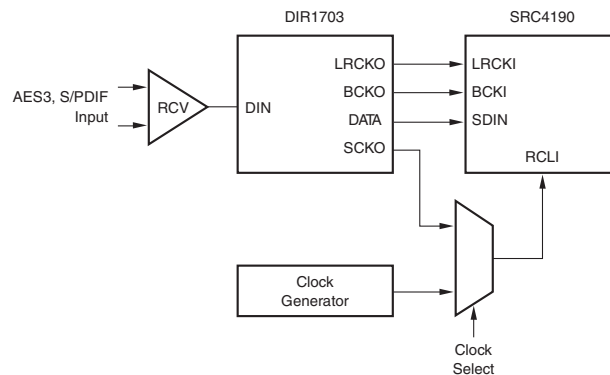 DIR1703
SRC4190
AES3, S/PDIF
Input
RCV
DIN
LRCKO
BCKO
DATA
SCKO
LRCKI
BCKI
SDIN
RCLI
Clock
Generator
Clock
Select